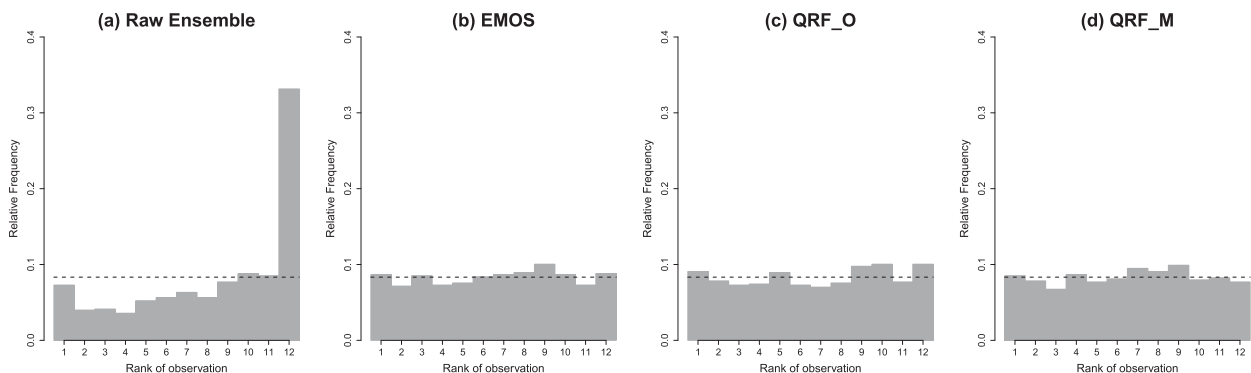 (a) Raw Ensemble
Relative Frequency
0.4
0.3
0.2
0.1
0.0
1 2 3 4 5 6 7 8 9 10 11 12
Rank of observation
(b) EMOS
Relative Frequency
0.4
0.3
0.2
0.1
0.0
1 2 3 4 5 6 7 8 9 10 11 12
Rank of observation
(c) QRF_O
Relative Frequency
0.4
0.3
0.2
0.1
0.0
1 2 3 4 5 6 7 8 9 10 11 12
Rank of observation
(d) QRF_M
Relative Frequency
0.4
0.3
0.2
0.1
0.0
1 2 3 4 5 6 7 8 9 10 11 12
Rank of observation